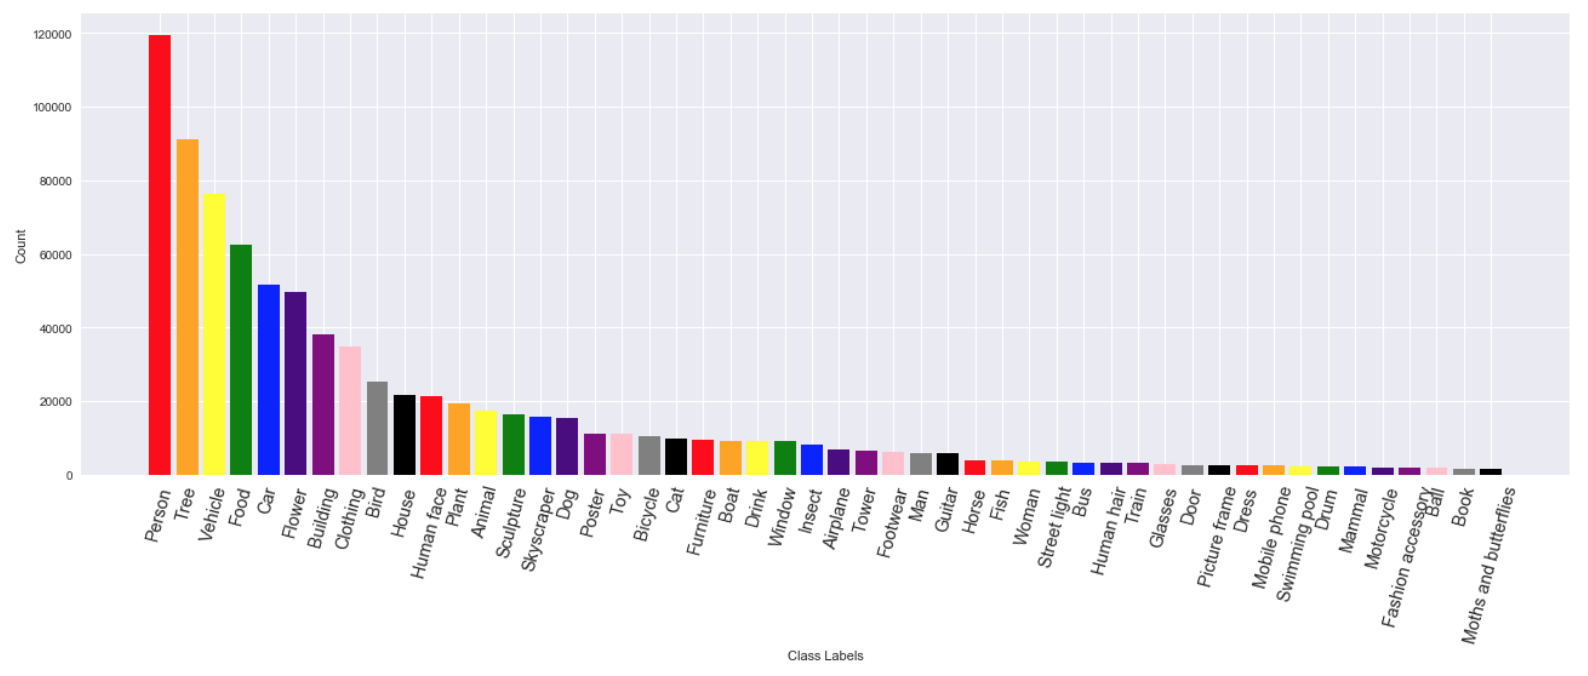 120000
100000
80000
60000
40000
20000
0
Count
Person
Tree
Vehicle
Food
Car
Flower
Building
Clothing
Bird
House
Human face
Plant
Animal
Sculpture
Skyscraper
Dog
Poster
Toy
Bicycle
Cat
Furniture
Boat
Drink
Window
Insect
Airplane
Tower
Footwear
Man
Guitar
Horse
Fish
Woman
Street light
Bus
Human hair
Train
Glasses
Door
Picture frame
Dress
Mobile phone
Swimming pool
Drum
Mammal
Motorcycle
Fashion accessory
Ball
Book
Moths and butterflies
Class Labels